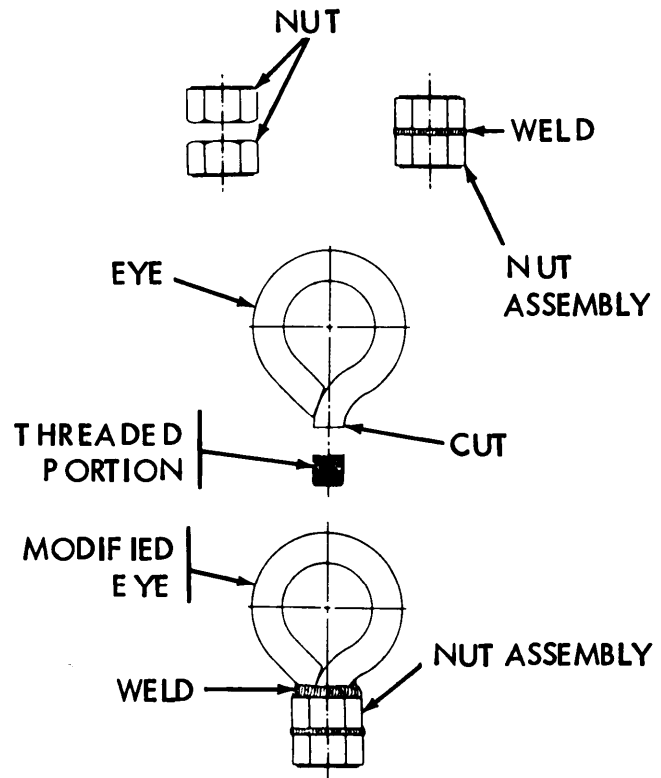 NUT
WELD
NUT
ASSEMBLY
EYE
CUT
THREADED
PORTION
MODIFIED
EYE
NUT ASSEMBLY
WELD